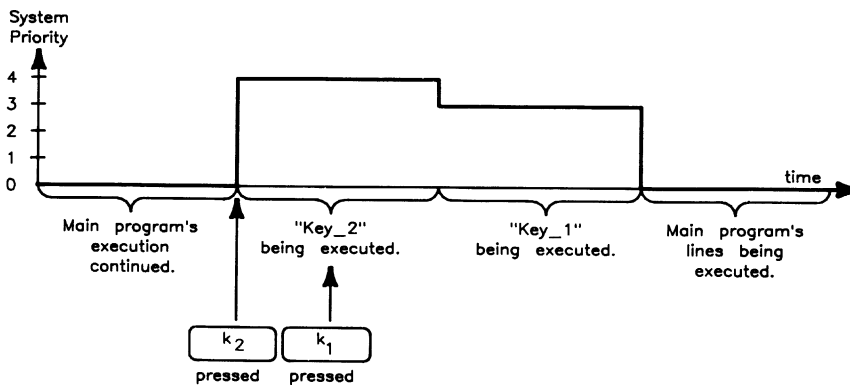 System
Priority
4
3
2
1
0
time
Main program's
execution
continued.
"Key_2"
being executed.
"Key_1"
being executed.
Main program's
lines being
executed.
k2
k1
pressed
pressed